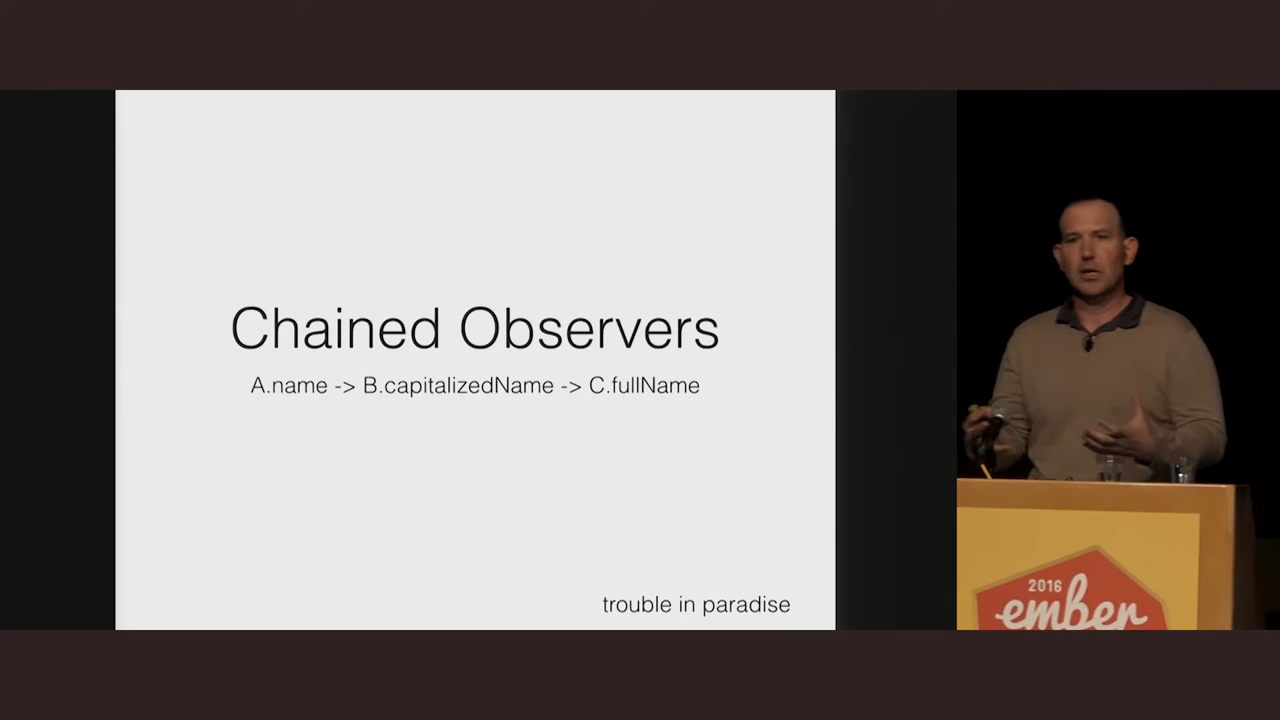 Chained Observers
A.name -> B.capitalizedName -> C.fullName
trouble in paradise
2016
ember